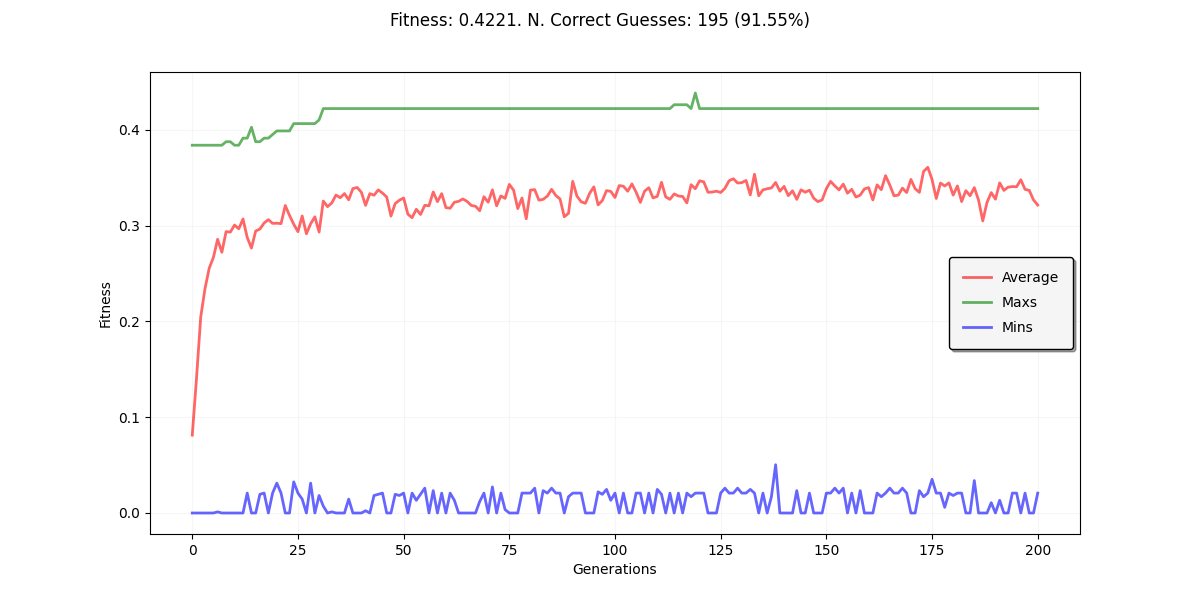 Fitness: 0.4221. N. Correct Guesses: 195 (91.55%)
0.4
0.3
0.2
0.1
0.0
Fitness
Average
Maxs
Mins
0 25 50 75 100 125 150 175 200
Generations